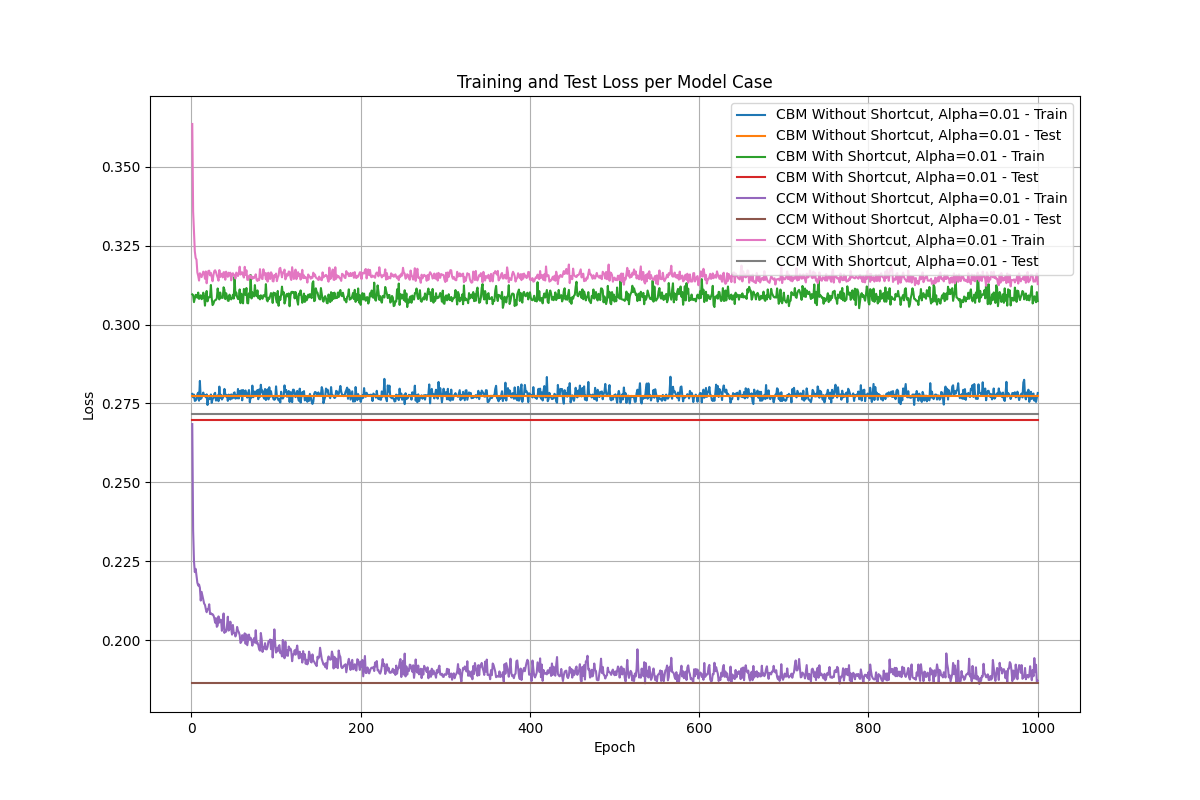 Training and Test Loss per Model Case
CBM Without Shortcut, Alpha=0.01 - Train
CBM Without Shortcut, Alpha=0.01 - Test
CBM With Shortcut, Alpha=0.01 - Train
CBM With Shortcut, Alpha=0.01 - Test
CCM Without Shortcut, Alpha=0.01 - Train
CCM Without Shortcut, Alpha=0.01 - Test
CCM With Shortcut, Alpha=0.01 - Train
CCM With Shortcut, Alpha=0.01 - Test
Loss
0.350
0.325
0.300
0.275
0.250
0.225
0.200
0 200 400 600 800 1000
Epoch